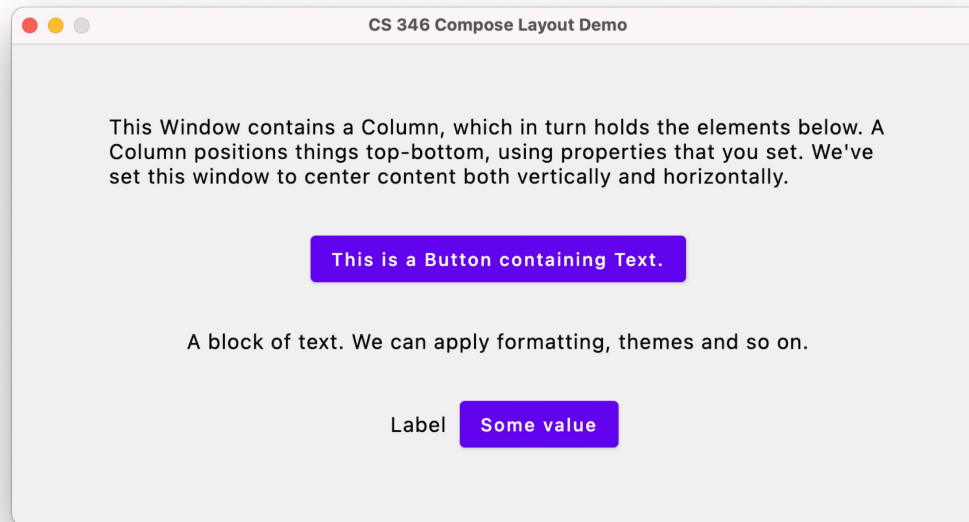 CS 346 Compose Layout Demo
This Window contains a Column, which in turn holds the elements below. A
Column positions things top-bottom, using properties that you set. We've
set this window to center content both vertically and horizontally.
This is a Button containing Text.
A block of text. We can apply formatting, themes and so on.
Label Some value